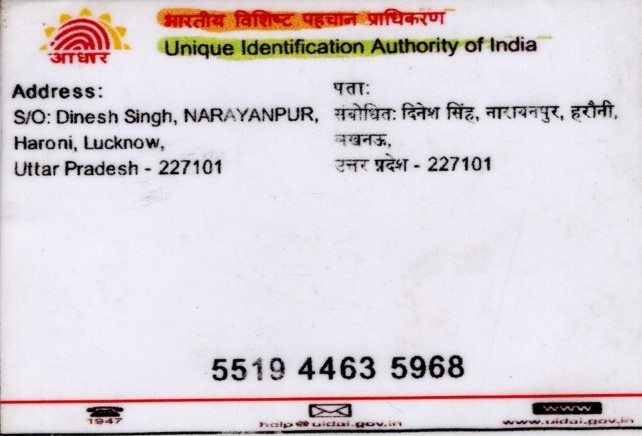 भारतीय विशिष्ट पहचान प्राधिकरण
Unique Identification Authority of India
आधार
Address:
S/O: Dinesh Singh, NARAYANPUR,
Haroni, Lucknow,
Uttar Pradesh - 227101
पता:
संबोधित: दिनेश सिंह, नारायनपुर, हरौनी,
लखनऊ,
उत्तर प्रदेश - 227101
5519 4463 5968
1947
help@uidai.gov.in
www
www.uidai.gov.in